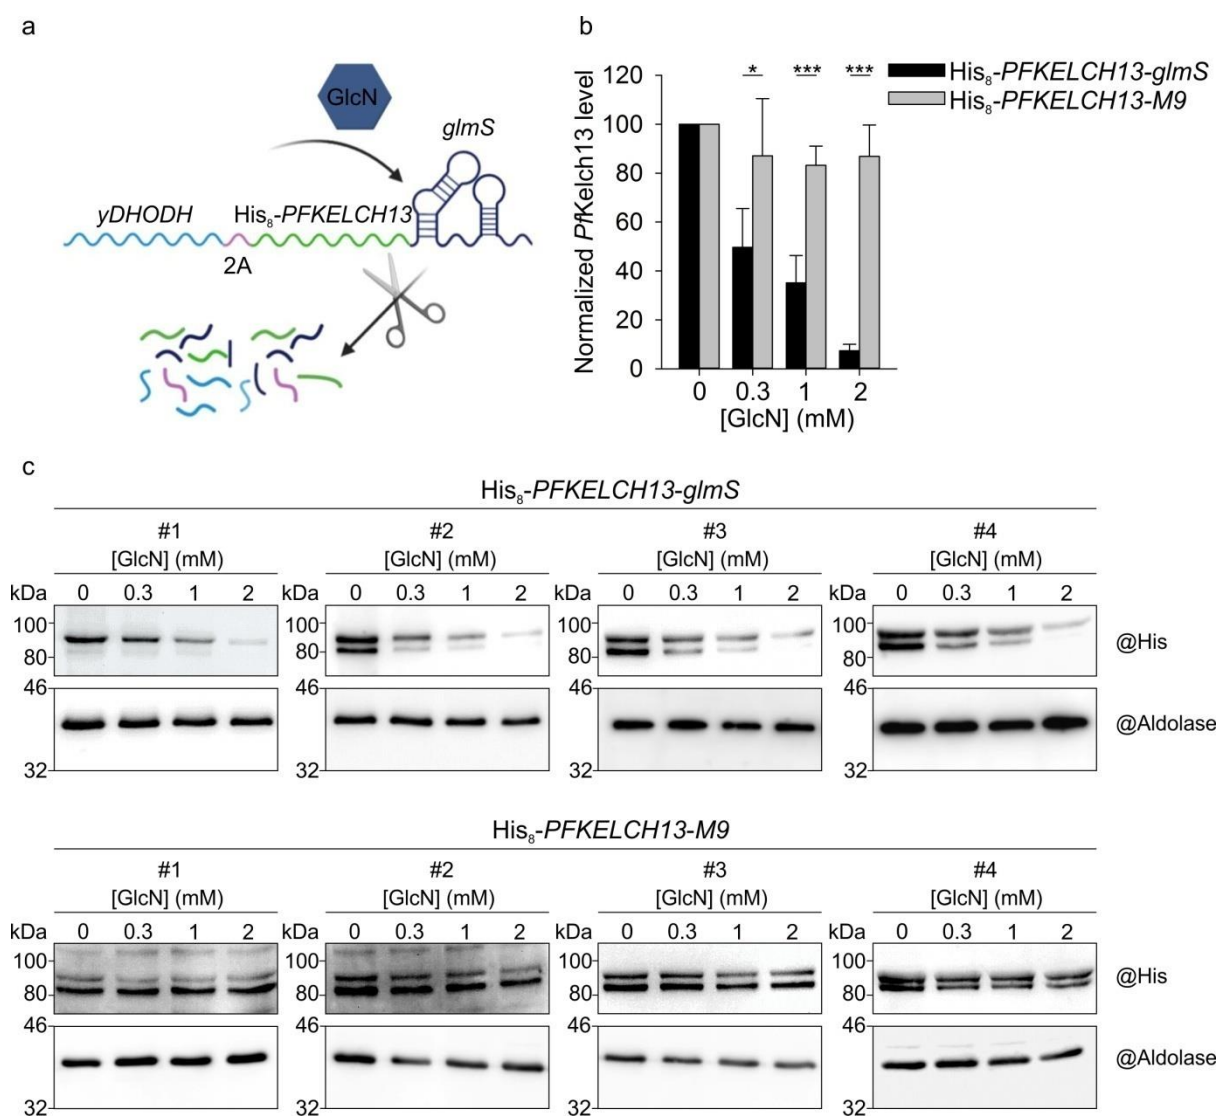 a
GlcN
glmS
yDHODH
His₈-PFKELCH13
2A
b
Normalized PfKelch13 level
120
100
80
60
40
20
0
* *** ***
His₈-PFKELCH13-glmS
His₈-PFKELCH13-M9
0 0.3 1 2
[GlcN] (mM)
c
His₈-PFKELCH13-glmS
#1 #2 #3 #4
[GlcN] (mM) [GlcN] (mM) [GlcN] (mM) [GlcN] (mM)
kDa 0 0.3 1 2 kDa 0 0.3 1 2 kDa 0 0.3 1 2 kDa 0 0.3 1 2
100 100 100 100
@His
80 80 80 80
46 46 46 46
@Aldolase
32 32 32 32
His₈-PFKELCH13-M9
#1 #2 #3 #4
[GlcN] (mM) [GlcN] (mM) [GlcN] (mM) [GlcN] (mM)
kDa 0 0.3 1 2 kDa 0 0.3 1 2 kDa 0 0.3 1 2 kDa 0 0.3 1 2
100 100 100 100
@His
80 80 80 80
46 46 46 46
@Aldolase
32 32 32 32